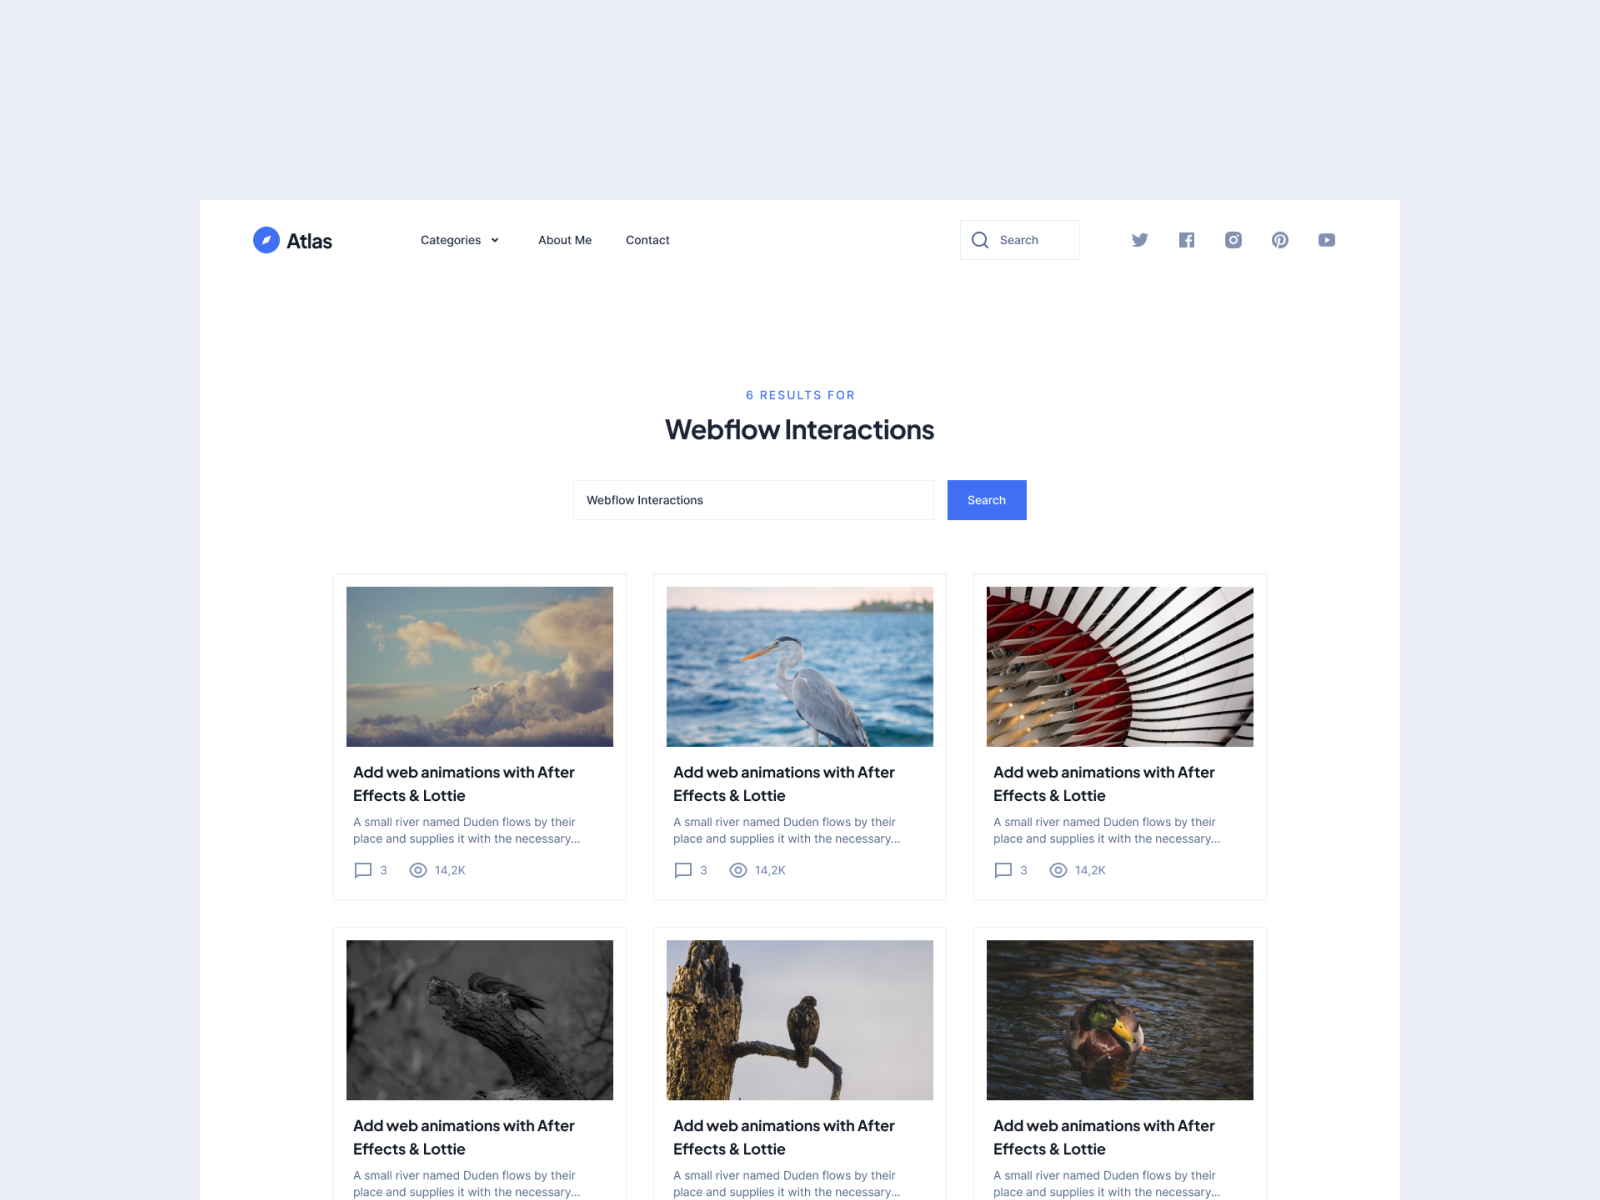 Atlas
Categories
About Me
Contact
Search
6 RESULTS FOR
Webflow Interactions
Webflow Interactions
Search
Add web animations with After
Effects & Lottie
A small river named Duden flows by their
place and supplies it with the necessary...
3
14,2K
Add web animations with After
Effects & Lottie
A small river named Duden flows by their
place and supplies it with the necessary...
3
14,2K
Add web animations with After
Effects & Lottie
A small river named Duden flows by their
place and supplies it with the necessary...
3
14,2K
Add web animations with After
Effects & Lottie
A small river named Duden flows by their
place and supplies it with the necessary...
Add web animations with After
Effects & Lottie
A small river named Duden flows by their
place and supplies it with the necessary...
Add web animations with After
Effects & Lottie
A small river named Duden flows by their
place and supplies it with the necessary...